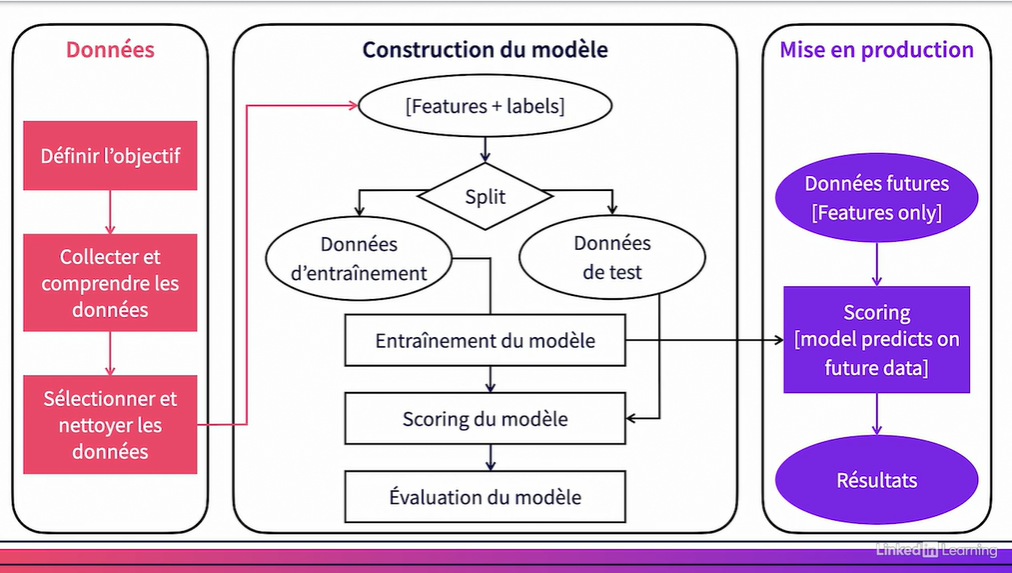 Données
Définir l’objectif
Collecter et
comprendre les
données
Sélectionner et
nettoyer les
données
Construction du modèle
[Features + labels]
Split
Données
d’entraînement
Données
de test
Entraînement du modèle
Scoring du modèle
Évaluation du modèle
Mise en production
Données futures
[Features only]
Scoring
[model predicts on
future data]
Résultats
Linked in Learning